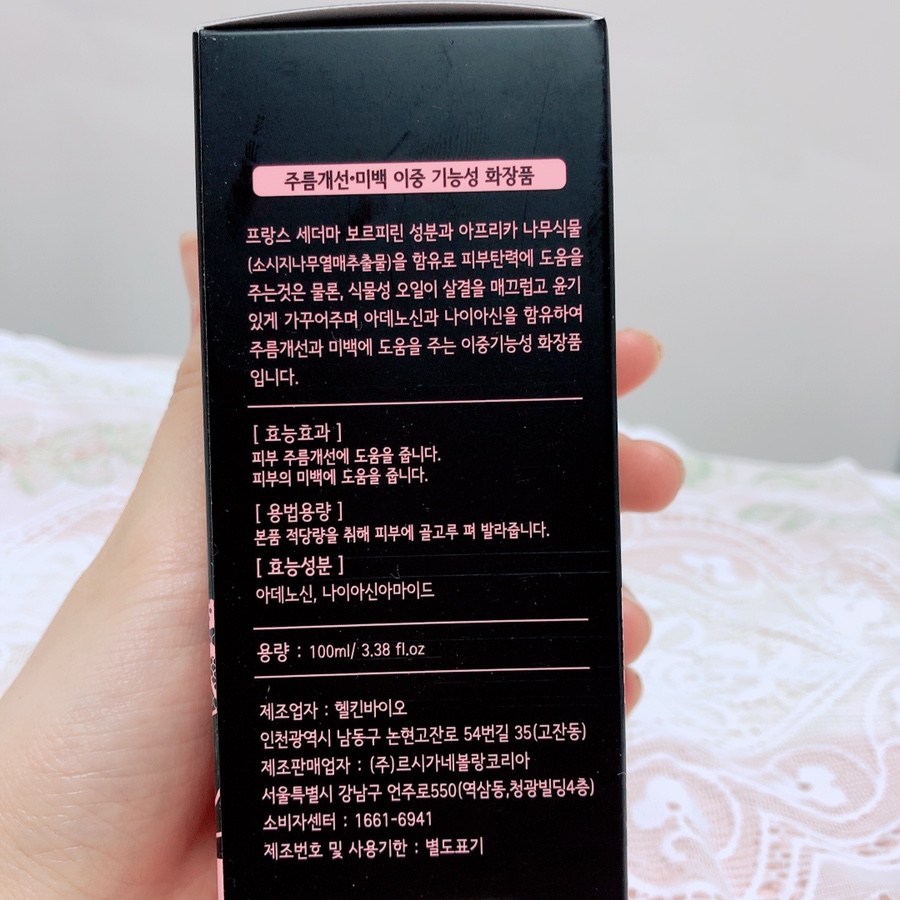 주름개선•미백 이중 기능성 화장품
프랑스 세더마 보르피린 성분과 아프리카 나무식물
(소시지나무열매추출물)을 함유로 피부탄력에 도움을
주는것은 물론, 식물성 오일이 살결을 매끄럽고 윤기
있게 가꾸어주며 아데노신과 나이아신을 함유하여
주름개선과 미백에 도움을 주는 이중기능성 화장품
입니다.
[ 효능효과 ]
피부 주름개선에 도움을 줍니다.
피부의 미백에 도움을 줍니다.
[ 용법용량 ]
본품 적당량을 취해 피부에 골고루 펴 발라줍니다.
[ 효능성분 ]
아데노신, 나이아신아마이드
용량 : 100ml/ 3.38 fl.oz
제조업자 : 헬킨바이오
인천광역시 남동구 논현고잔로 54번길 35(고잔동)
제조판매업자 : (주)르시가네볼랑코리아
서울특별시 강남구 언주로550(역삼동,청광빌딩4층)
소비자센터 : 1661-6941
제조번호 및 사용기한 : 별도표기